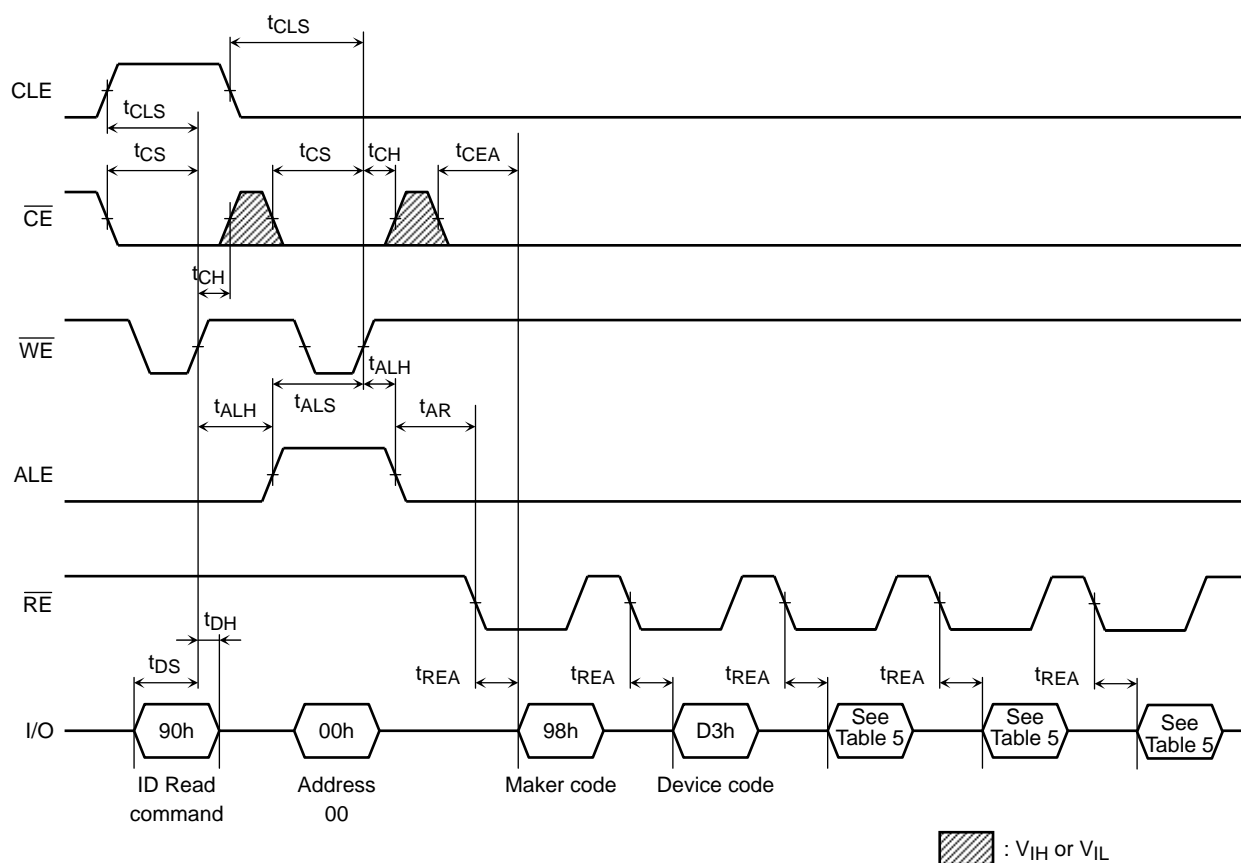 tCLS
CLE
tCLS
tCS
tCS
tCH
tCEA
CE
tCH
WE
tALH
tALH
tALS
tAR
ALE
RE
tDH
tDS
tREA
tREA
tREA
tREA
tREA
I/O
90h
00h
98h
D3h
See
Table 5
See
Table 5
See
Table 5
ID Read
command
Address
00
Maker code
Device code
: VIH or VIL